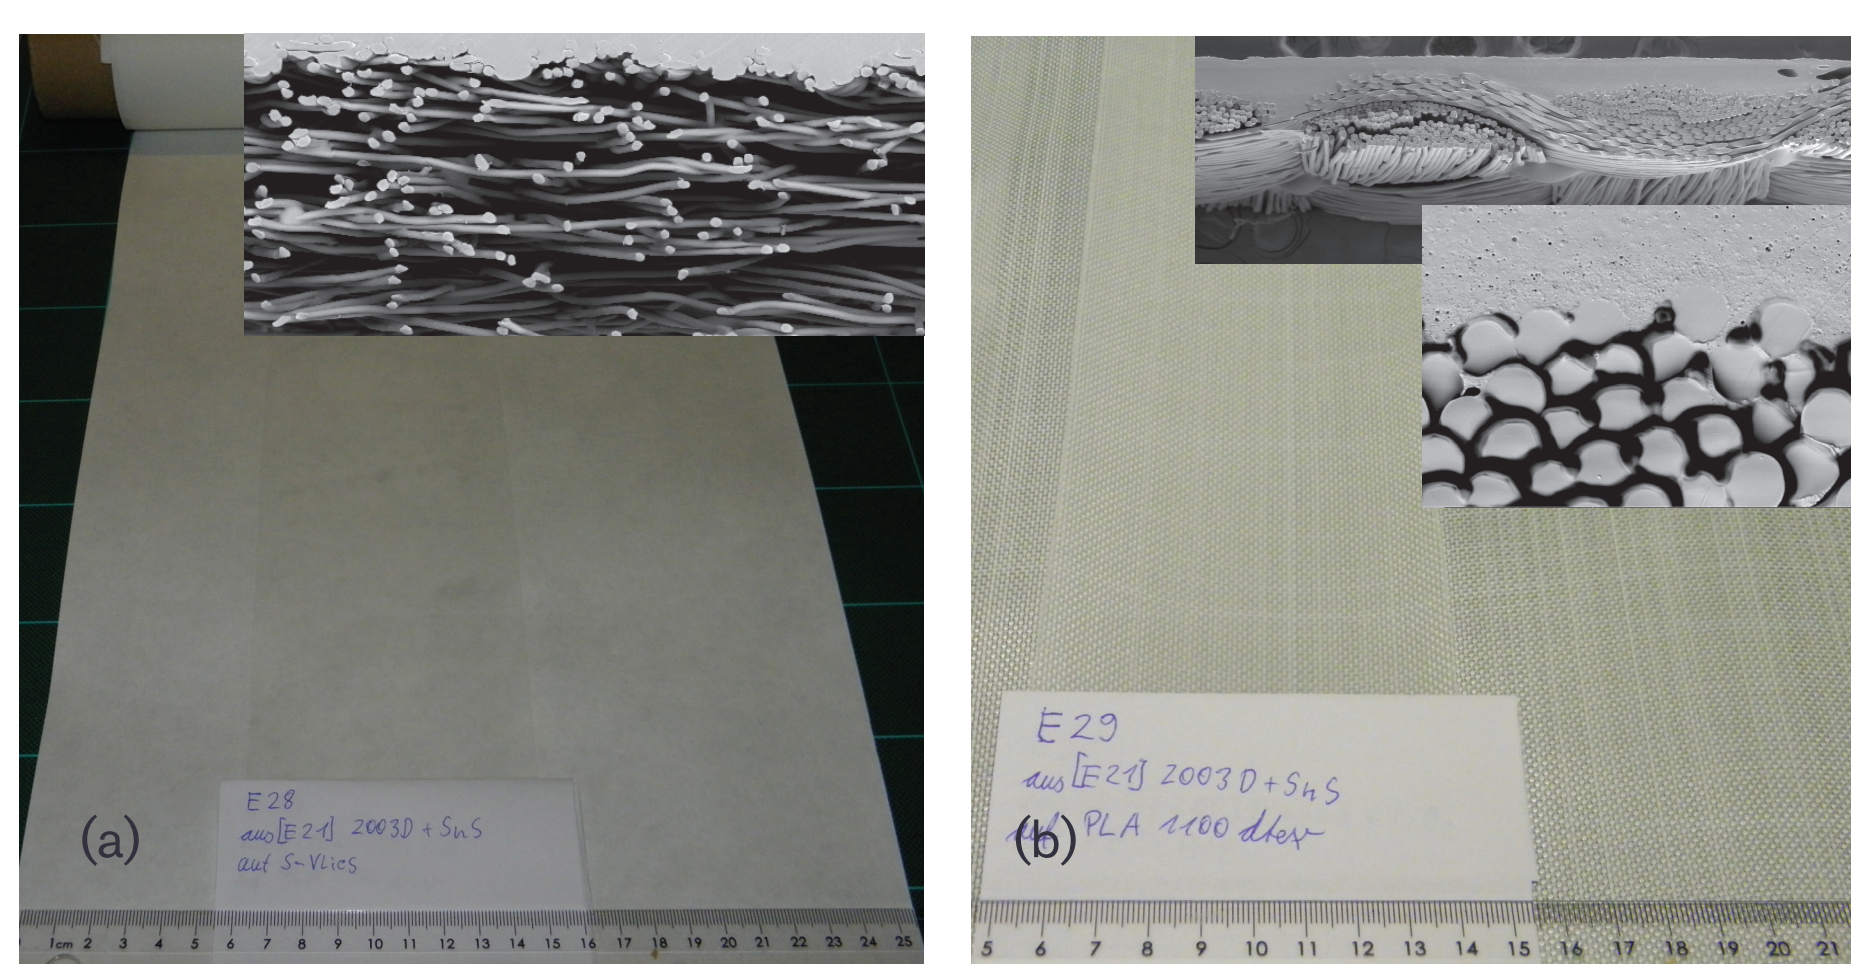 E28
aus [E21] 2003D + SnS
auf S-Vlies
(a)
1cm 2 3 4 5 6 7 8 9 10 11 12 13 14 15 16 17 18 19 20 21 22 23 24 25
E29
aus [E21] 2003D + SnS
auf PLA 1100 dtex
(b)
5 6 7 8 9 10 11 12 13 14 15 16 17 18 19 20 21